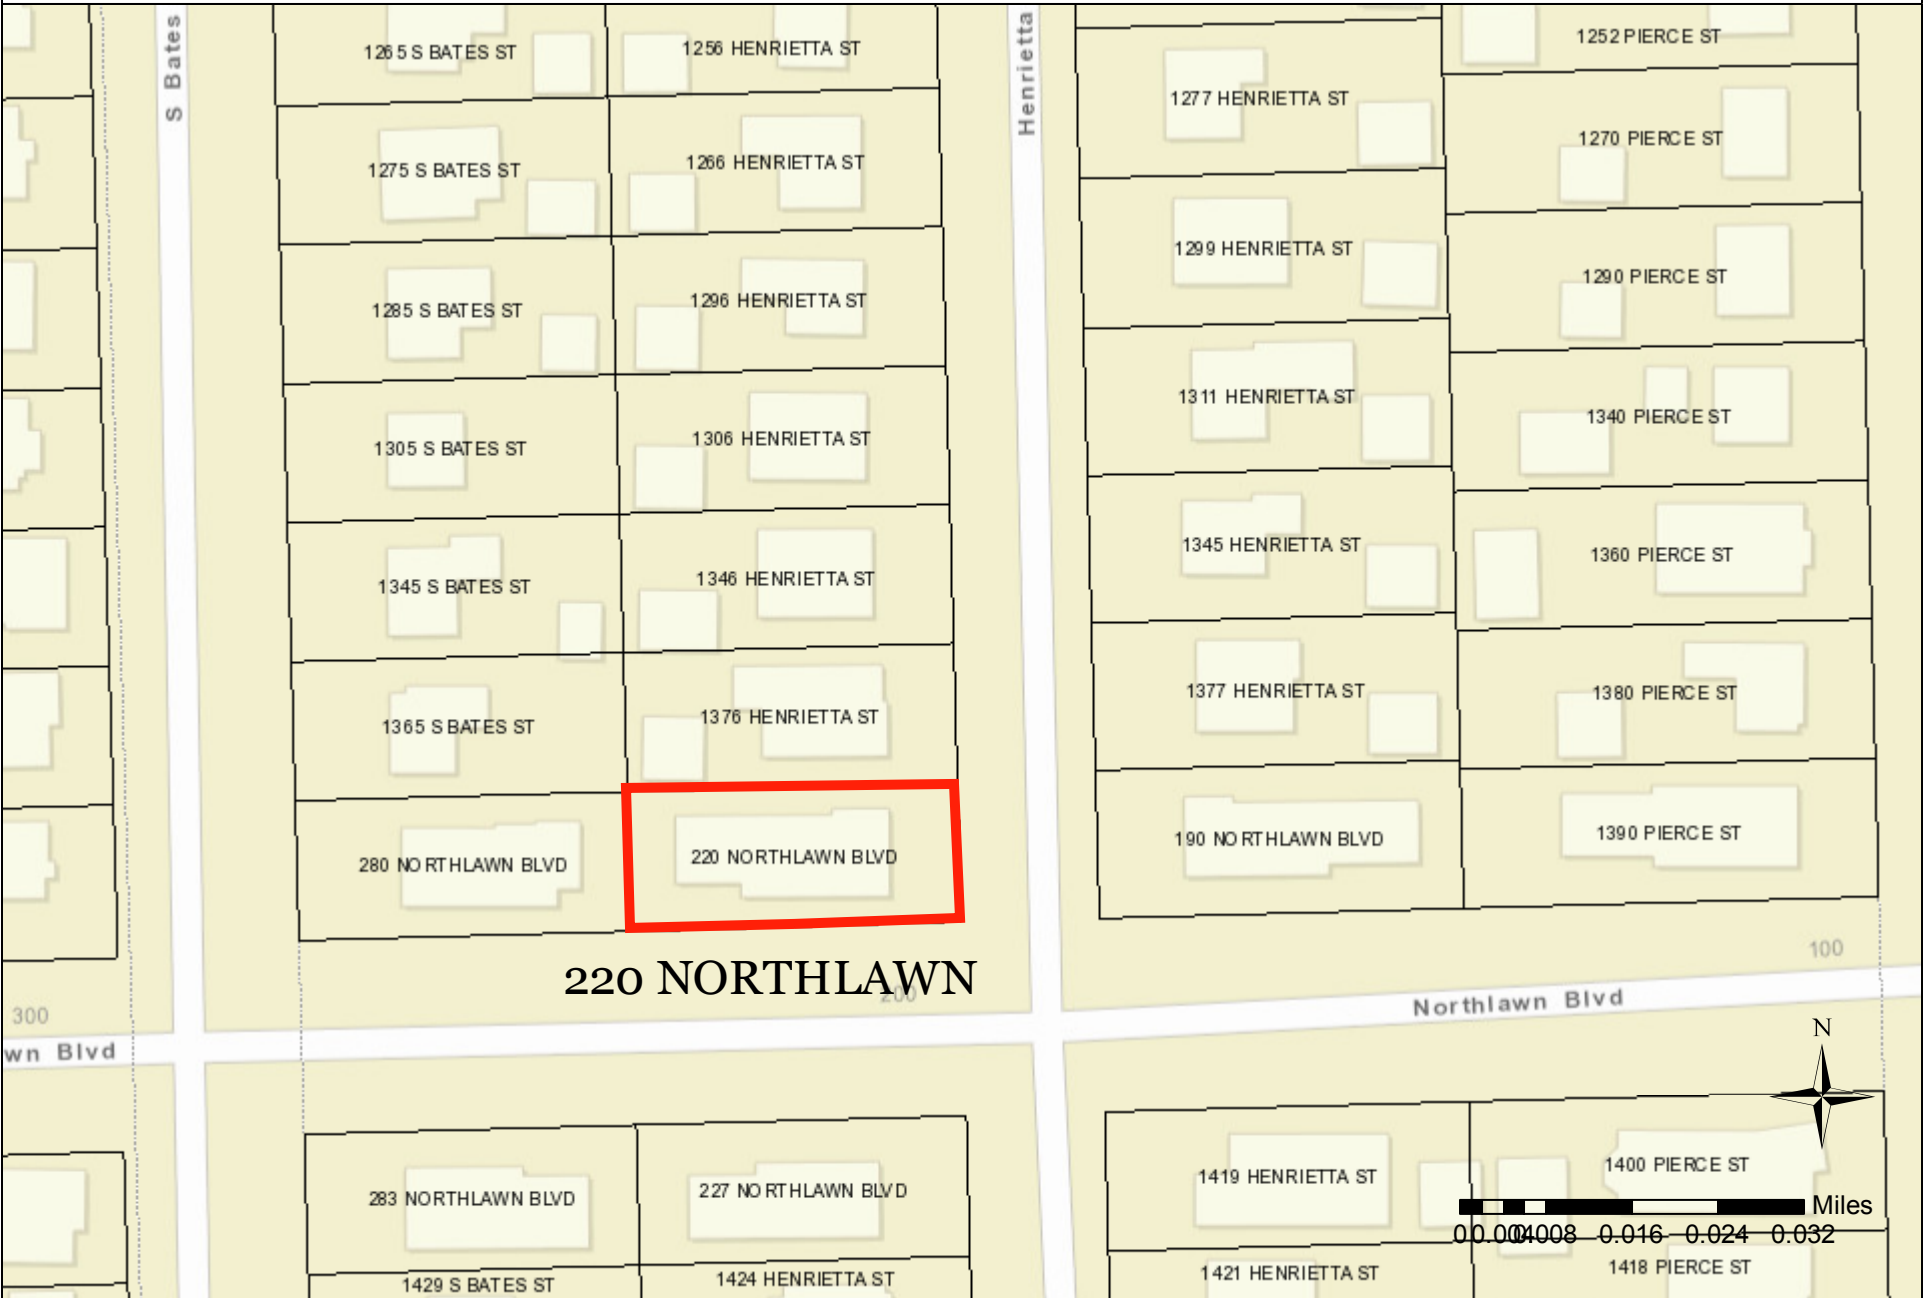 S Bates
1265 S BATES ST
1256 HENRIETTA ST
Henrietta
1252 PIERCE ST
1277 HENRIETTA ST
1270 PIERCE ST
1275 S BATES ST
1266 HENRIETTA ST
1299 HENRIETTA ST
1290 PIERCE ST
1285 S BATES ST
1296 HENRIETTA ST
1311 HENRIETTA ST
1340 PIERCE ST
1305 S BATES ST
1306 HENRIETTA ST
1345 HENRIETTA ST
1360 PIERCE ST
1345 S BATES ST
1346 HENRIETTA ST
1377 HENRIETTA ST
1380 PIERCE ST
1365 S BATES ST
1376 HENRIETTA ST
190 NORTHLAWN BLVD
1390 PIERCE ST
280 NORTHLAWN BLVD
220 NORTHLAWN BLVD
220 NORTHLAWN
200
100
300
Northlawn Blvd
wn Blvd
N
283 NORTHLAWN BLVD
227 NORTHLAWN BLVD
1419 HENRIETTA ST
1400 PIERCE ST
Miles
0 0.004 0.008 0.016 0.024 0.032
1429 S BATES ST
1424 HENRIETTA ST
1421 HENRIETTA ST
1418 PIERCE ST